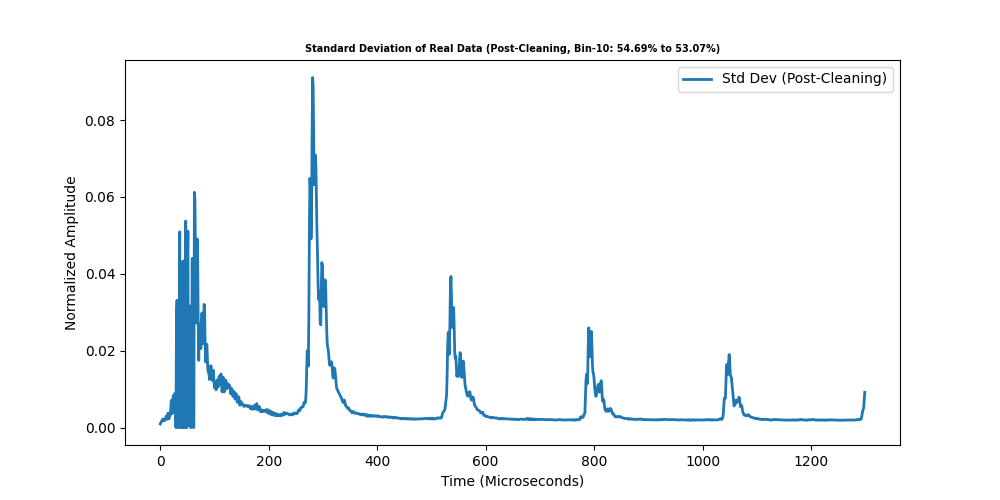 Standard Deviation of Real Data (Post-Cleaning, Bin-10: 54.69% to 53.07%)
Std Dev (Post-Cleaning)
Normalized Amplitude
0.08
0.06
0.04
0.02
0.00
0 200 400 600 800 1000 1200
Time (Microseconds)